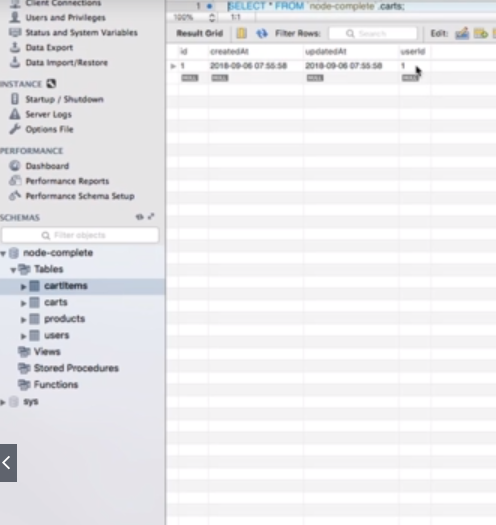 Client Connections
Users and Privileges
Status and System Variables
Data Export
Data Import/Restore
INSTANCE
Startup / Shutdown
Server Logs
Options File
PERFORMANCE
Dashboard
Performance Reports
Performance Schema Setup
SCHEMAS
Filter objects
node-complete
Tables
cartitems
carts
products
users
Views
Stored Procedures
Functions
sys
1 SELECT * FROM `node-complete`.carts;
100% 1:1
Result Grid Filter Rows: Search Edit:
id createdAt updatedAt userId
1 2018-09-06 07:55:58 2018-09-06 07:55:58 1
NULL NULL NULL NULL